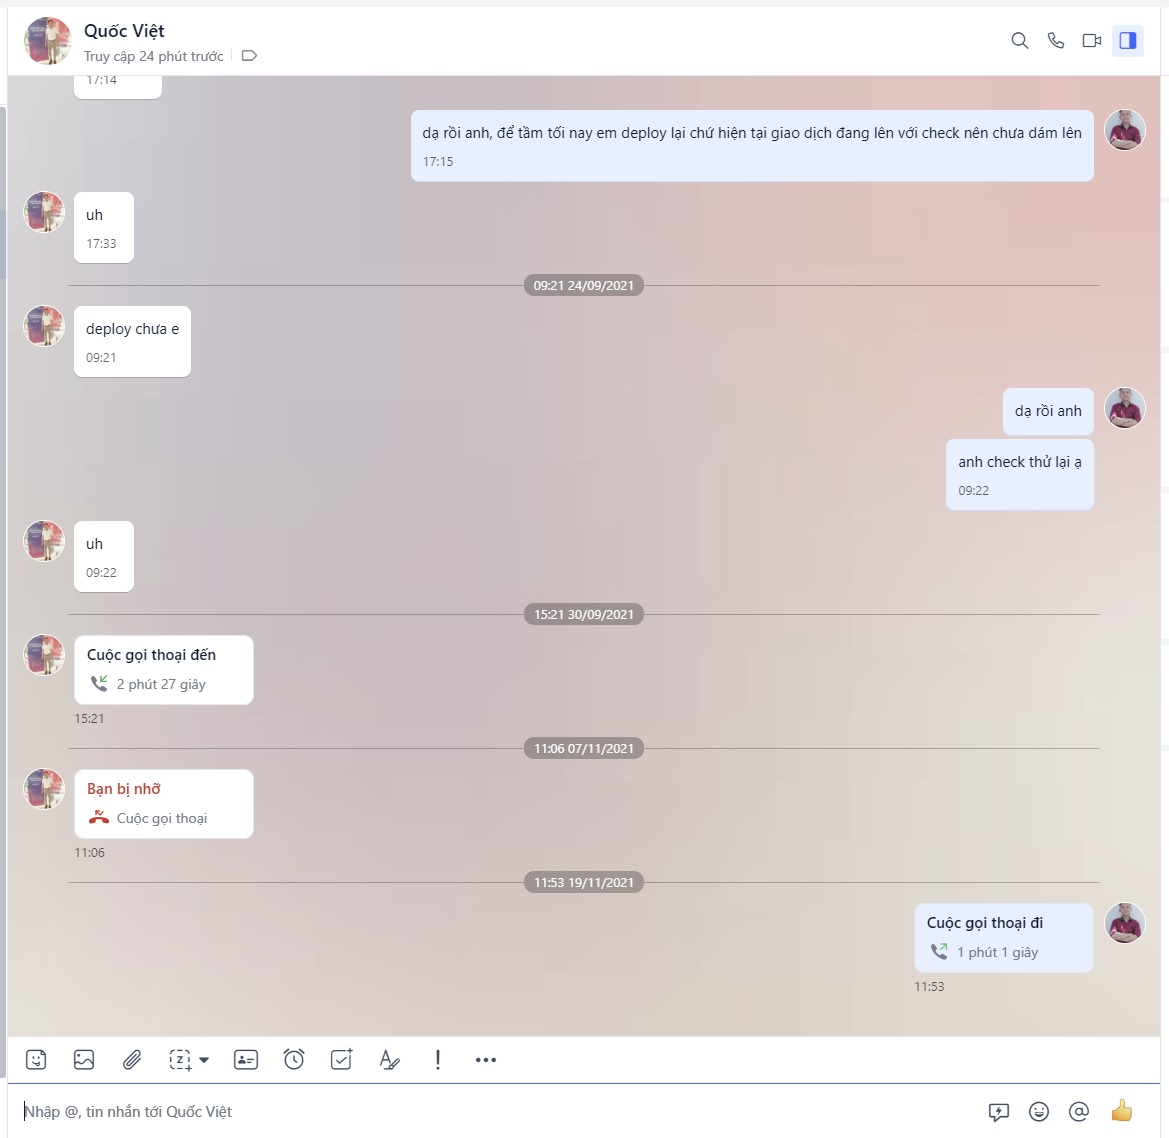 Quốc Việt
Truy cập 24 phút trước
17:14
dạ rồi anh, để tầm tối nay em deploy lại chứ hiện tại giao dịch đang lên với check nên chưa dám lên
17:15
uh
17:33
09:21 24/09/2021
deploy chưa e
09:21
dạ rồi anh
anh check thử lại ạ
09:22
uh
09:22
15:21 30/09/2021
Cuộc gọi thoại đến
2 phút 27 giây
15:21
11:06 07/11/2021
Bạn bị nhỡ
Cuộc gọi thoại
11:06
11:53 19/11/2021
Cuộc gọi thoại đi
1 phút 1 giây
11:53
Nhập @, tin nhắn tới Quốc Việt